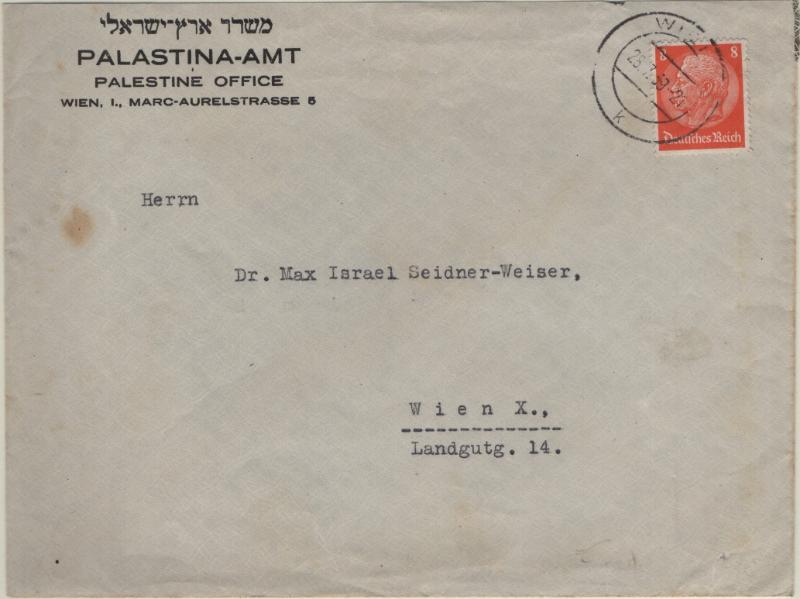 משרד ארץ־ישראלי
PALASTINA-AMT
PALESTINE OFFICE
WIEN, I., MARC-AURELSTRASSE 5
8 8
Deutsches Reich
k
Herrn
Dr. Max Israel Seidner-Weiser,
Wien X.,
Landgutg. 14.